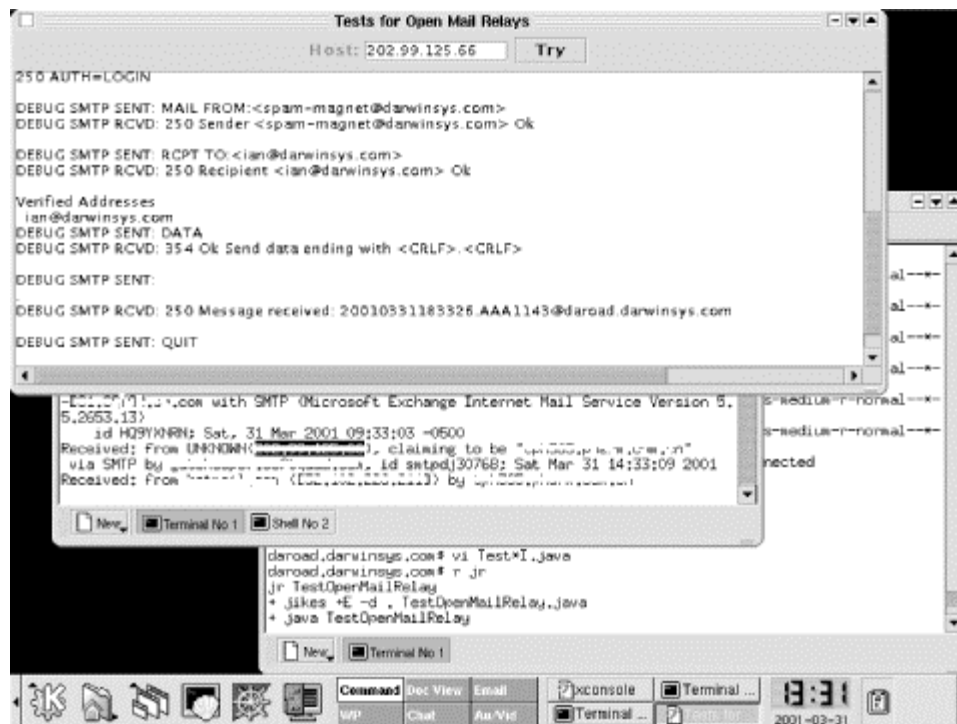 Tests for Open Mail Relays
Host: 202.99.125.66 Try
250 AUTH=LOGIN
DEBUG SMTP SENT: MAIL FROM:<spam-magnet@darwinsys.com>
DEBUG SMTP RCVD: 250 Sender <spam-magnet@darwinsys.com> Ok
DEBUG SMTP SENT: RCPT TO:<ian@darwinsys.com>
DEBUG SMTP RCVD: 250 Recipient <ian@darwinsys.com> Ok
Verified Addresses
ian@darwinsys.com
DEBUG SMTP SENT: DATA
DEBUG SMTP RCVD: 354 Ok Send data ending with <CRLF>.<CRLF>
DEBUG SMTP SENT:
.
DEBUG SMTP RCVD: 250 Message received: 20010331183326.AAA1143@daroad.darwinsys.com
DEBUG SMTP SENT: QUIT
al--*-
al--*-
al--*-
al--*-
s-medium-r-normal--*-
s-medium-r-normal--*-
nected
.com with SMTP (Microsoft Exchange Internet Mail Service Version 5.
5.2653.13)
id HQ9YXNRN; Sat, 31 Mar 2001 09:33:03 -0500
Received: from UNKNOWN( ), claiming to be "
via SMTP by id smtpdj30768; Sat Mar 31 14:33:09 2001
Received: from by
New Terminal No 1 Shell No 2
daroad.darwinsys.com$ vi Test*I.java
daroad.darwinsys.com$ r jr
jr TestOpenMailRelay
+ jikes +E -d . TestOpenMailRelay.java
+ java TestOpenMailRelay
New Terminal No 1
Command Doc View Email
WP Chat Au/Vid
xconsole Terminal ...
Terminal ... Tests for
13:31
2001-03-31